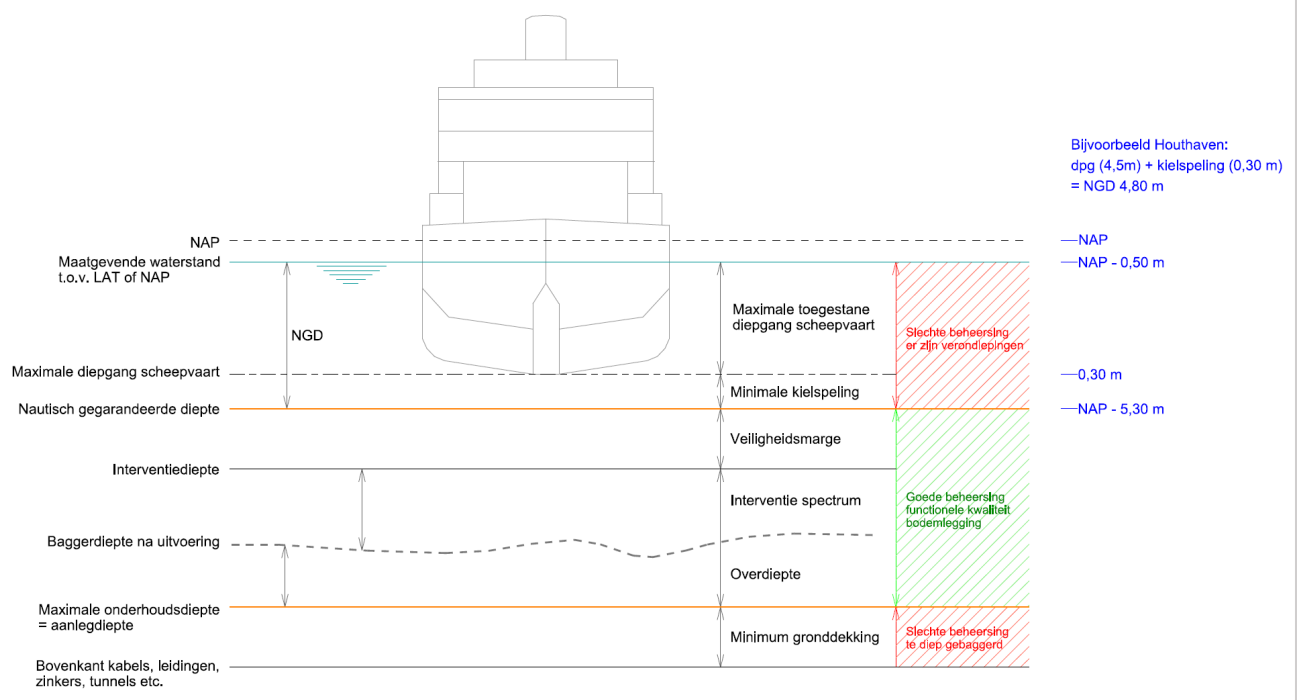 Bijvoorbeeld Houthaven:
dpg (4,5m) + kielspeling (0,30 m)
= NGD 4,80 m
NAP
NAP
Maatgevende waterstand
t.o.v. LAT of NAP
NAP - 0,50 m
NGD
Maximale toegestane
diepgang scheepvaart
Slechte beheersing
er zijn verondiepingen
Maximale diepgang scheepvaart
0,30 m
Minimale kielspeling
Nautisch gegarandeerde diepte
NAP - 5,30 m
Veiligheidsmarge
Interventiediepte
Interventie spectrum
Goede beheersing
functionele kwaliteit
bodemlegging
Baggerdiepte na uitvoering
Overdiepte
Maximale onderhoudsdiepte
= aanlegdiepte
Minimum gronddekking
Slechte beheersing
te diep gebaggerd
Bovenkant kabels, leidingen,
zinkers, tunnels etc.